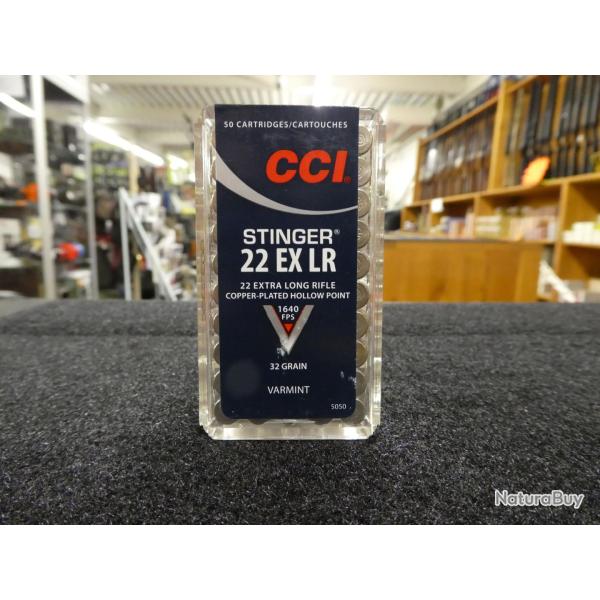 50 CARTRIDGES/CARTOUCHES
CCI®
STINGER®
22 EX LR
22 EXTRA LONG RIFLE
COPPER-PLATED HOLLOW POINT
1640
FPS
32 GRAIN
VARMINT
5050
NaturaBuy